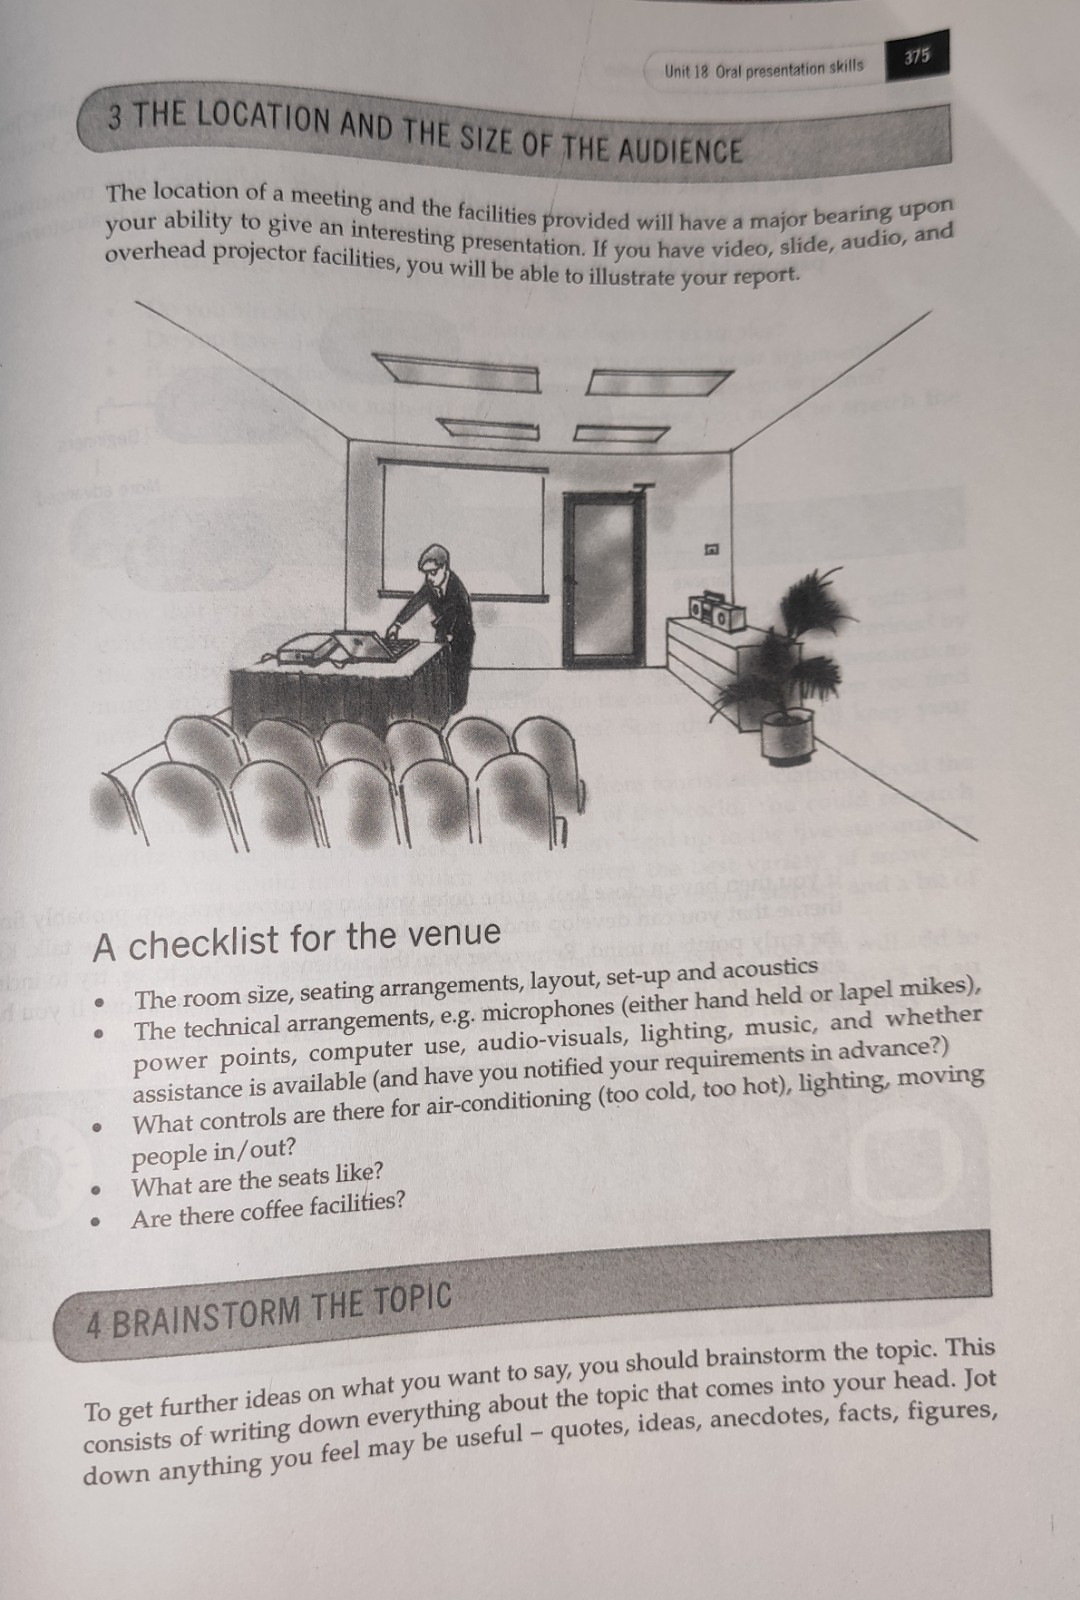 Unit 18 Oral presentation skills 375
3 THE LOCATION AND THE SIZE OF THE AUDIENCE
The location of a meeting and the facilities provided will have a major bearing upon
your ability to give an interesting presentation. If you have video, slide, audio, and
overhead projector facilities, you will be able to illustrate your report.
A checklist for the venue
• The room size, seating arrangements, layout, set-up and acoustics
• The technical arrangements, e.g. microphones (either hand held or lapel mikes),
power points, computer use, audio-visuals, lighting, music, and whether
assistance is available (and have you notified your requirements in advance?)
• What controls are there for air-conditioning (too cold, too hot), lighting, moving
people in/out?
• What are the seats like?
• Are there coffee facilities?
4 BRAINSTORM THE TOPIC
To get further ideas on what you want to say, you should brainstorm the topic. This
consists of writing down everything about the topic that comes into your head. Jot
down anything you feel may be useful – quotes, ideas, anecdotes, facts, figures,